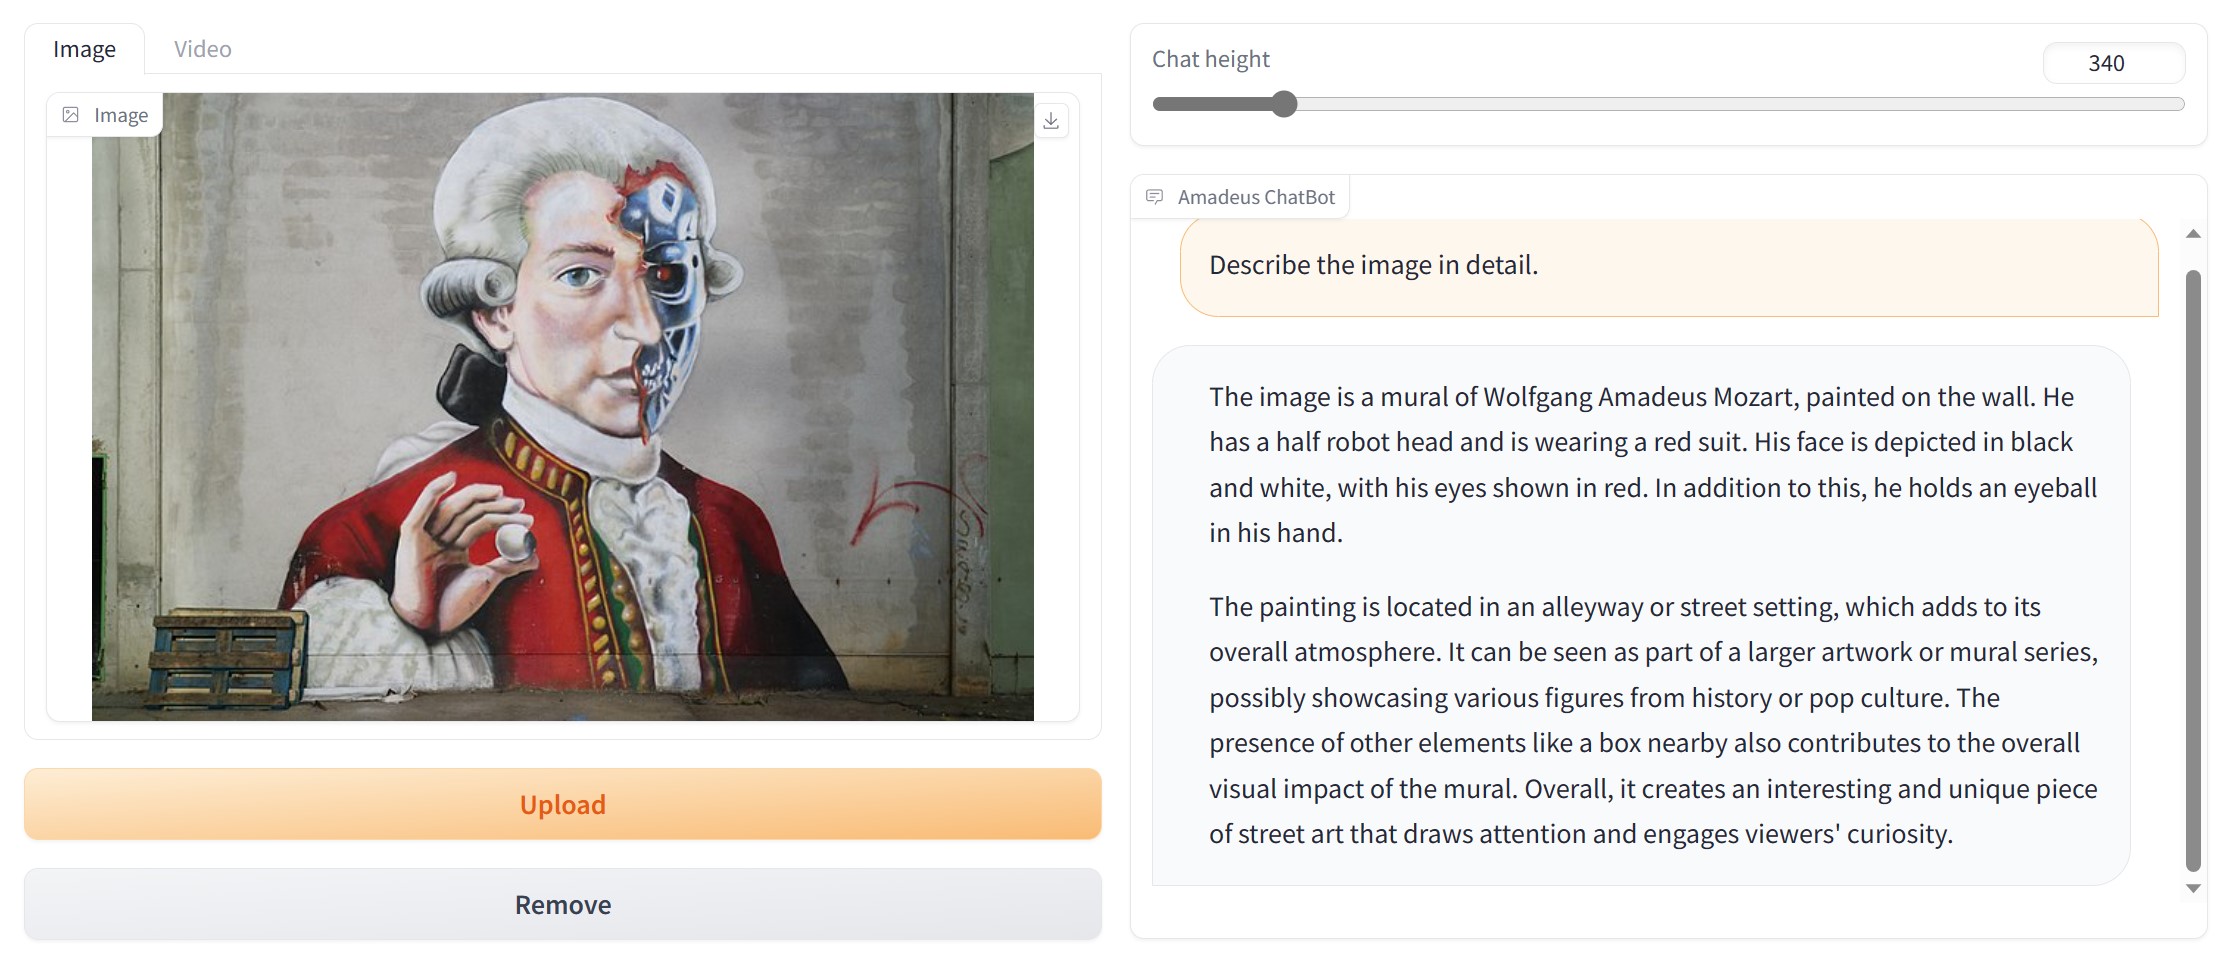 Image
Video
Image
Upload
Remove
Chat height
340
Amadeus ChatBot
Describe the image in detail.
The image is a mural of Wolfgang Amadeus Mozart, painted on the wall. He
has a half robot head and is wearing a red suit. His face is depicted in black
and white, with his eyes shown in red. In addition to this, he holds an eyeball
in his hand.
The painting is located in an alleyway or street setting, which adds to its
overall atmosphere. It can be seen as part of a larger artwork or mural series,
possibly showcasing various figures from history or pop culture. The
presence of other elements like a box nearby also contributes to the overall
visual impact of the mural. Overall, it creates an interesting and unique piece
of street art that draws attention and engages viewers' curiosity.